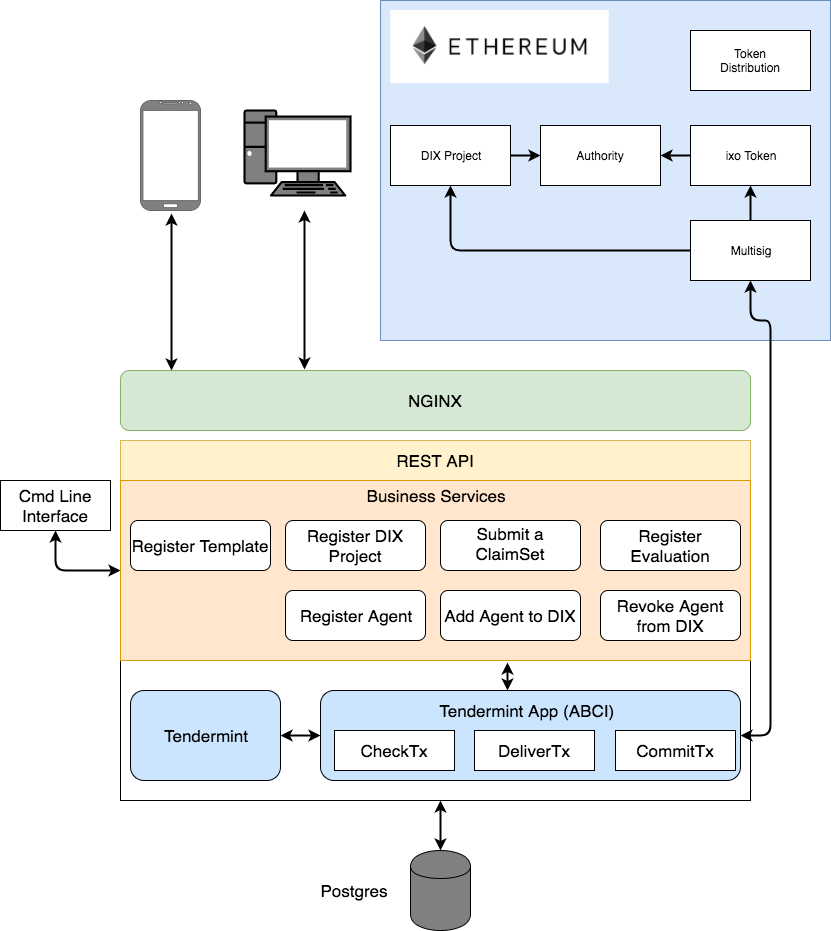 ETHEREUM
Token
Distribution
DIX Project
Authority
ixo Token
Multisig
NGINX
REST API
Cmd Line
Interface
Business Services
Register Template
Register DIX
Project
Submit a
ClaimSet
Register
Evaluation
Register Agent
Add Agent to DIX
Revoke Agent
from DIX
Tendermint
Tendermint App (ABCI)
CheckTx
DeliverTx
CommitTx
Postgres